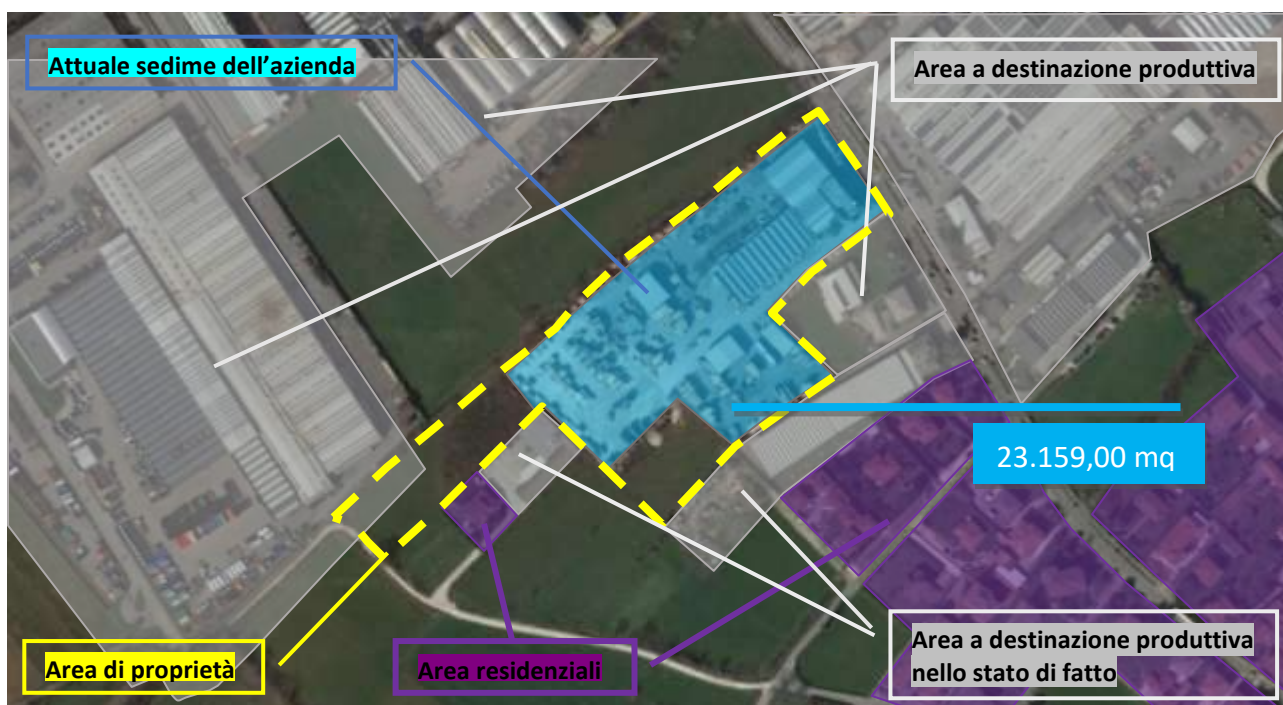 Attuale sedime dell’azienda
Area a destinazione produttiva
23.159,00 mq
Area di proprietà
Area residenziali
Area a destinazione produttiva
nello stato di fatto